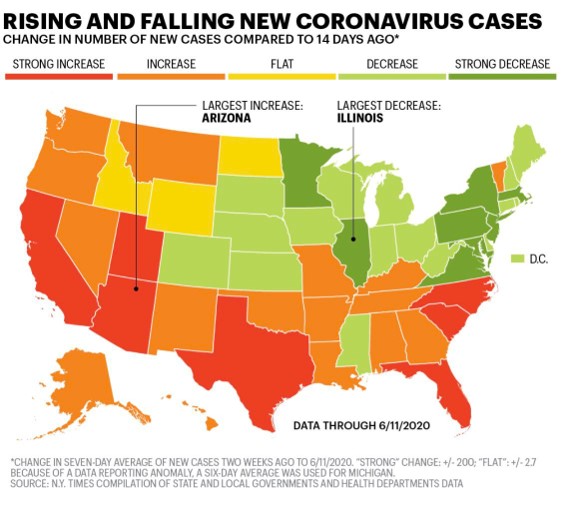 RISING AND FALLING NEW CORONAVIRUS CASES
CHANGE IN NUMBER OF NEW CASES COMPARED TO 14 DAYS AGO*
STRONG INCREASE
INCREASE
FLAT
DECREASE
STRONG DECREASE
LARGEST INCREASE:
ARIZONA
LARGEST DECREASE:
ILLINOIS
D.C.
DATA THROUGH 6/11/2020
*CHANGE IN SEVEN-DAY AVERAGE OF NEW CASES TWO WEEKS AGO TO 6/11/2020. "STRONG" CHANGE: +/- 200; "FLAT": +/- 2.7
BECAUSE OF A DATA REPORTING ANOMALY, A SIX-DAY AVERAGE WAS USED FOR MICHIGAN.
SOURCE: N.Y. TIMES COMPILATION OF STATE AND LOCAL GOVERNMENTS AND HEALTH DEPARTMENTS DATA